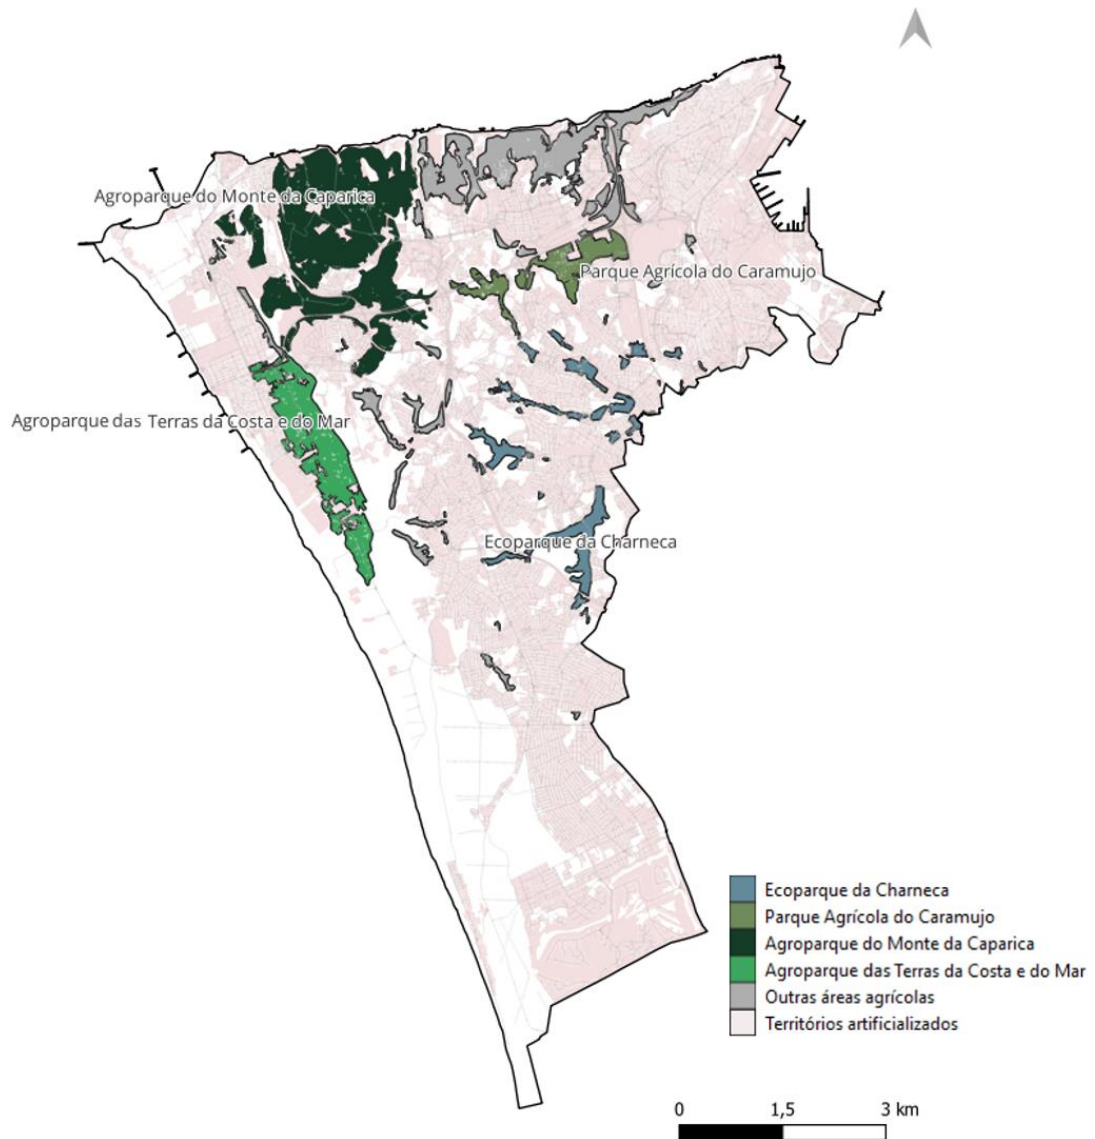 Agroparque do Monte da Caparica
Parque Agrícola do Caramujo
Agroparque das Terras da Costa e do Mar
Ecoparque da Charneca
Ecoparque da Charneca
Parque Agrícola do Caramujo
Agroparque do Monte da Caparica
Agroparque das Terras da Costa e do Mar
Outras áreas agrícolas
Territórios artificializados
0 1,5 3 km